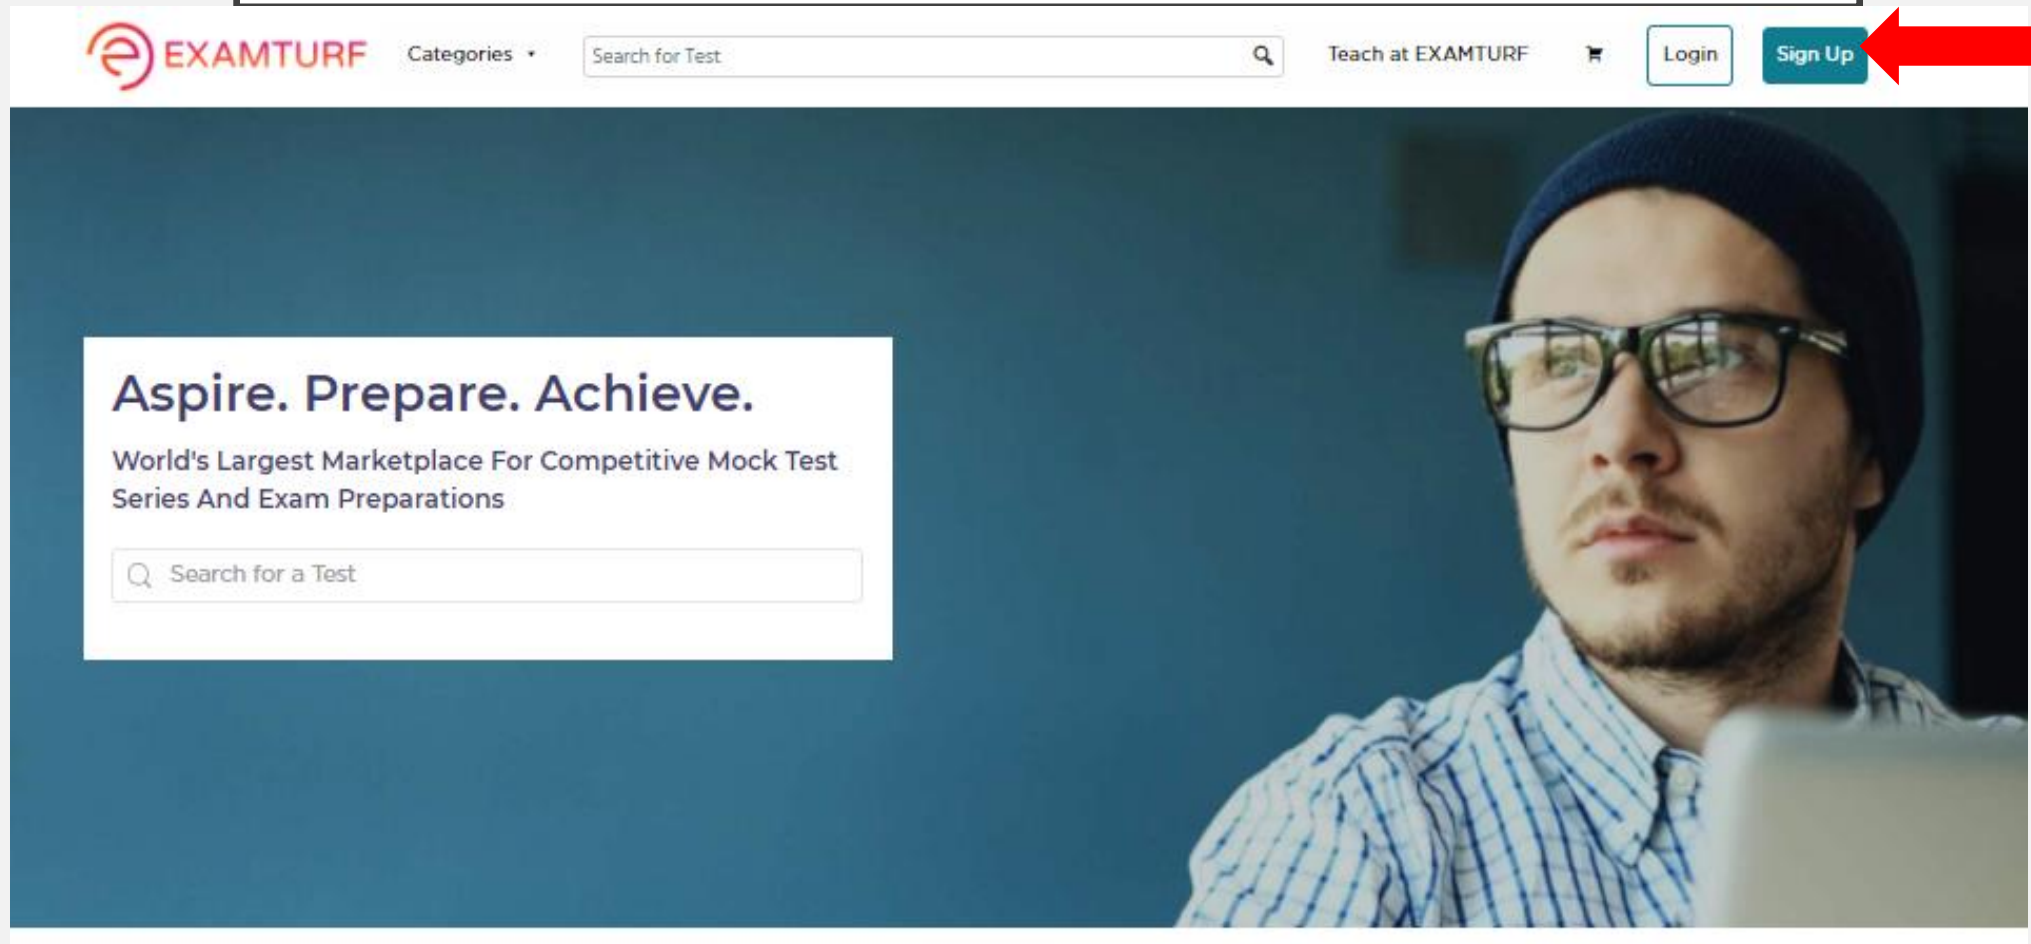 EXAMTURF
Categories
Search for Test
Teach at EXAMTURF
Login
Sign Up
Aspire. Prepare. Achieve.
World's Largest Marketplace For Competitive Mock Test
Series And Exam Preparations
Search for a Test